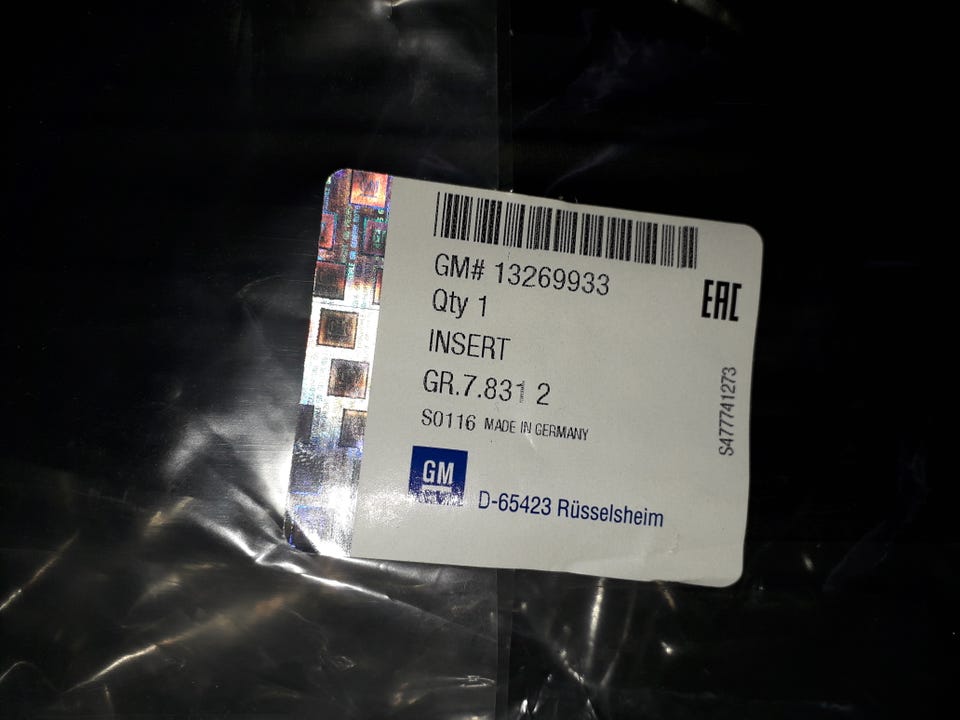 GM# 13269933
Qty 1
INSERT
GR.7.831 2
S0116 MADE IN GERMANY
GM
D-65423 Rüsselsheim
EAC
S477741273